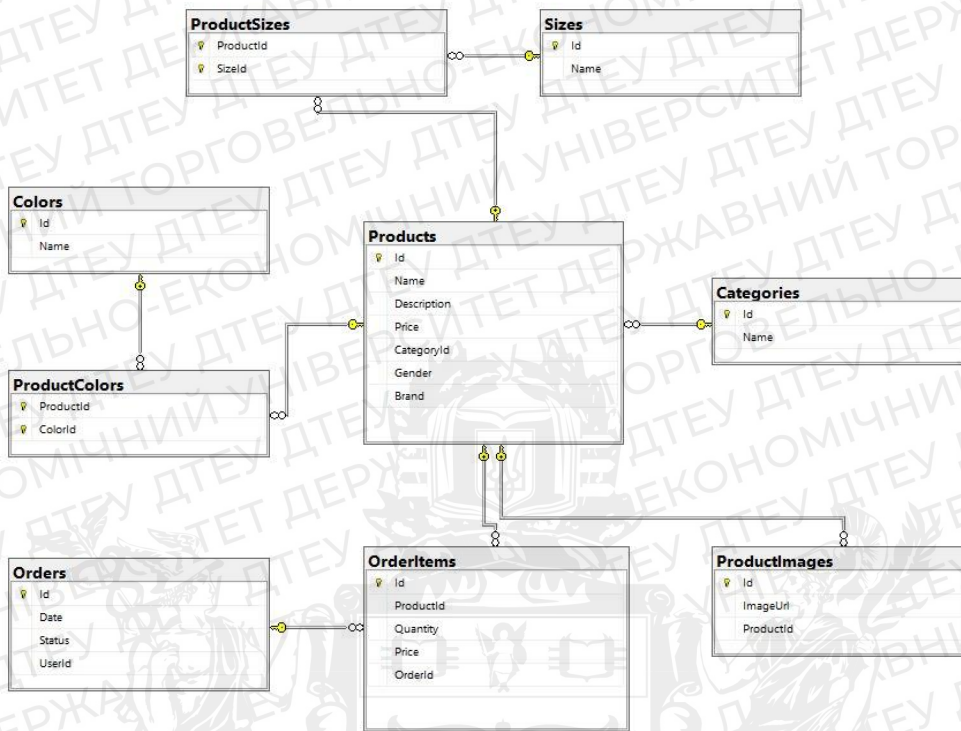 ProductSizes
ProductId
SizeId
Sizes
Id
Name
Colors
Id
Name
Products
Id
Name
Description
Price
CategoryId
Gender
Brand
Categories
Id
Name
ProductColors
ProductId
ColorId
Orders
Id
Date
Status
UserId
OrderItems
Id
ProductId
Quantity
Price
OrderId
ProductImages
Id
ImageUrl
ProductId